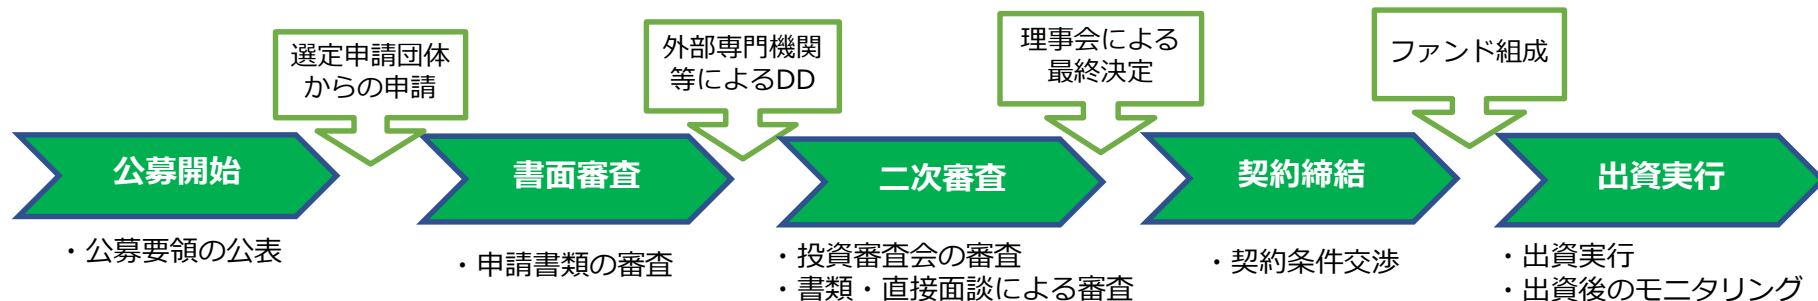 選定申請団体
からの申請
外部専門機関
等によるDD
理事会による
最終決定
ファンド組成
公募開始
書面審査
二次審査
契約締結
出資実行
・公募要領の公表
・申請書類の審査
・投資審査会の審査
・書類・直接面談による審査
・契約条件交渉
・出資実行
・出資後のモニタリング